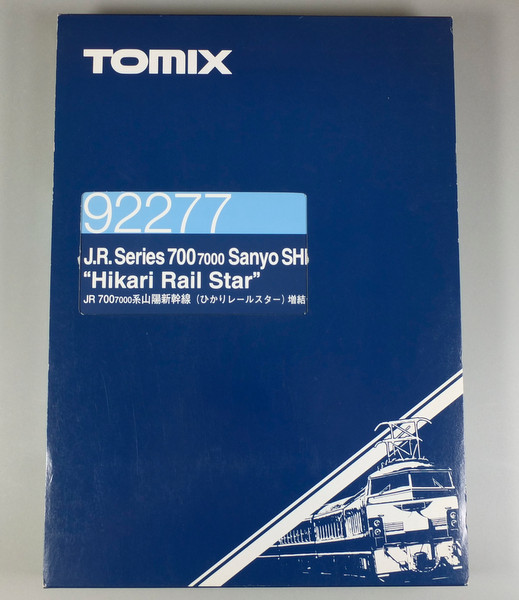 TOMIX
92277
J.R. Series 700 7000 Sanyo SHI
“Hikari Rail Star”
JR 7007000系山陽新幹線（ひかりレールスター）増結